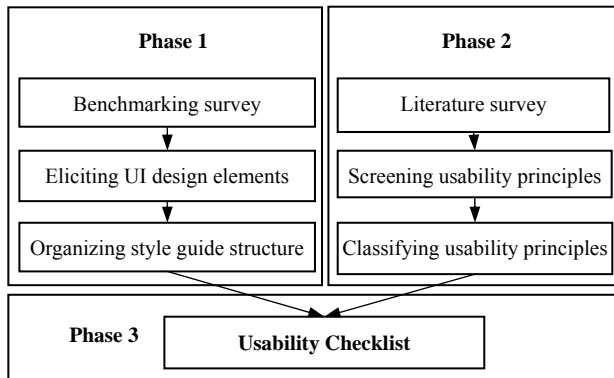 Phase 1
Benchmarking survey
Eliciting UI design elements
Organizing style guide structure
Phase 2
Literature survey
Screening usability principles
Classifying usability principles
Phase 3
Usability Checklist